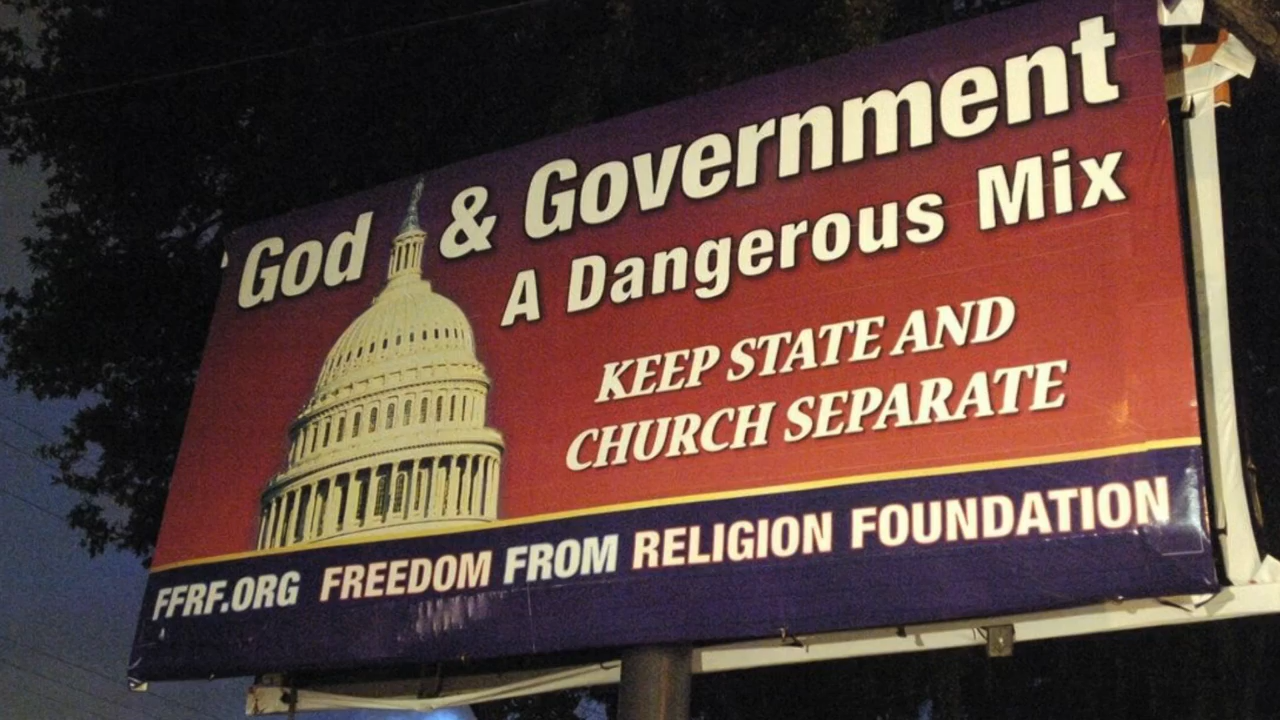 God & Government
A Dangerous Mix
KEEP STATE AND
CHURCH SEPARATE
FFRF.ORG FREEDOM FROM RELIGION FOUNDATION